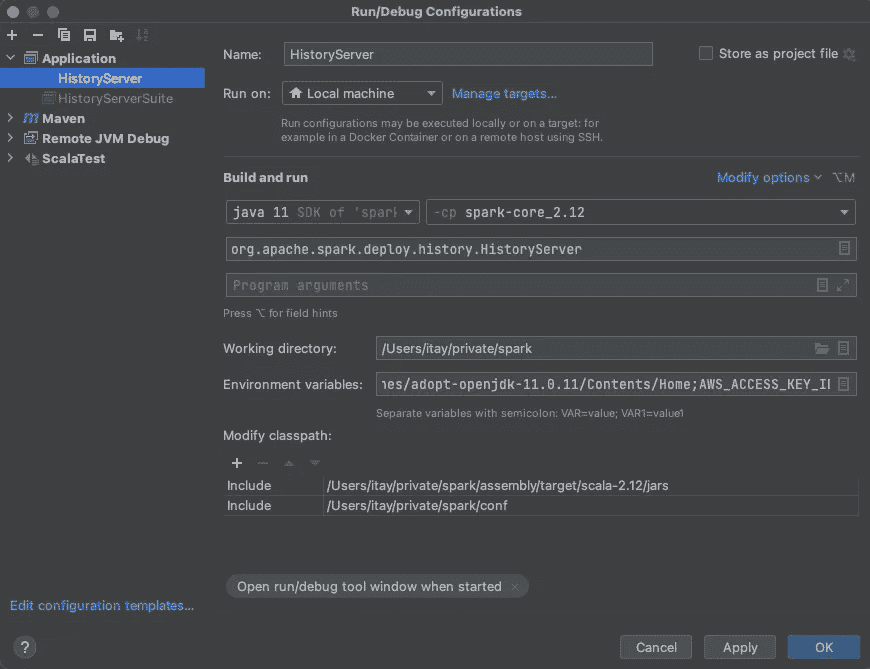 Run/Debug Configurations
Application
HistoryServer
HistoryServerSuite
Maven
Remote JVM Debug
ScalaTest
Edit configuration templates...
Name: HistoryServer Store as project file
Run on: Local machine Manage targets...
Run configurations may be executed locally or on a target: for
example in a Docker Container or on a remote host using SSH.
Build and run Modify options ⌥M
java 11 SDK of 'spark -cp spark-core_2.12
org.apache.spark.deploy.history.HistoryServer
Program arguments
Press ⌥ for field hints
Working directory: /Users/itay/private/spark
Environment variables: nes/adopt-openjdk-11.0.11/Contents/Home;AWS_ACCESS_KEY_ID
Separate variables with semicolon: VAR=value; VAR1=value1
Modify classpath:
Include /Users/itay/private/spark/assembly/target/scala-2.12/jars
Include /Users/itay/private/spark/conf
Open run/debug tool window when started ×
? Cancel Apply OK